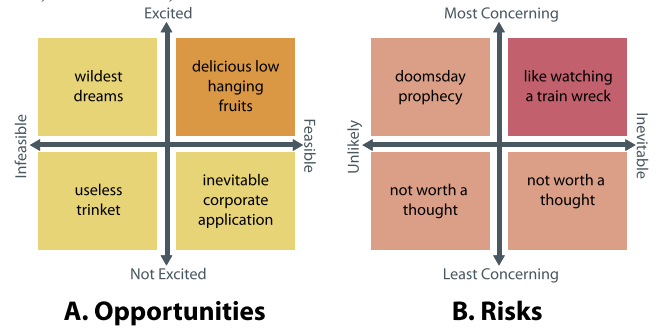 Excited
wildest
dreams
delicious low
hanging
fruits
Infeasible
Feasible
useless
trinket
inevitable
corporate
application
Not Excited
A. Opportunities
Most Concerning
doomsday
prophecy
like watching
a train wreck
Unlikely
Inevitable
not worth a
thought
not worth a
thought
Least Concerning
B. Risks